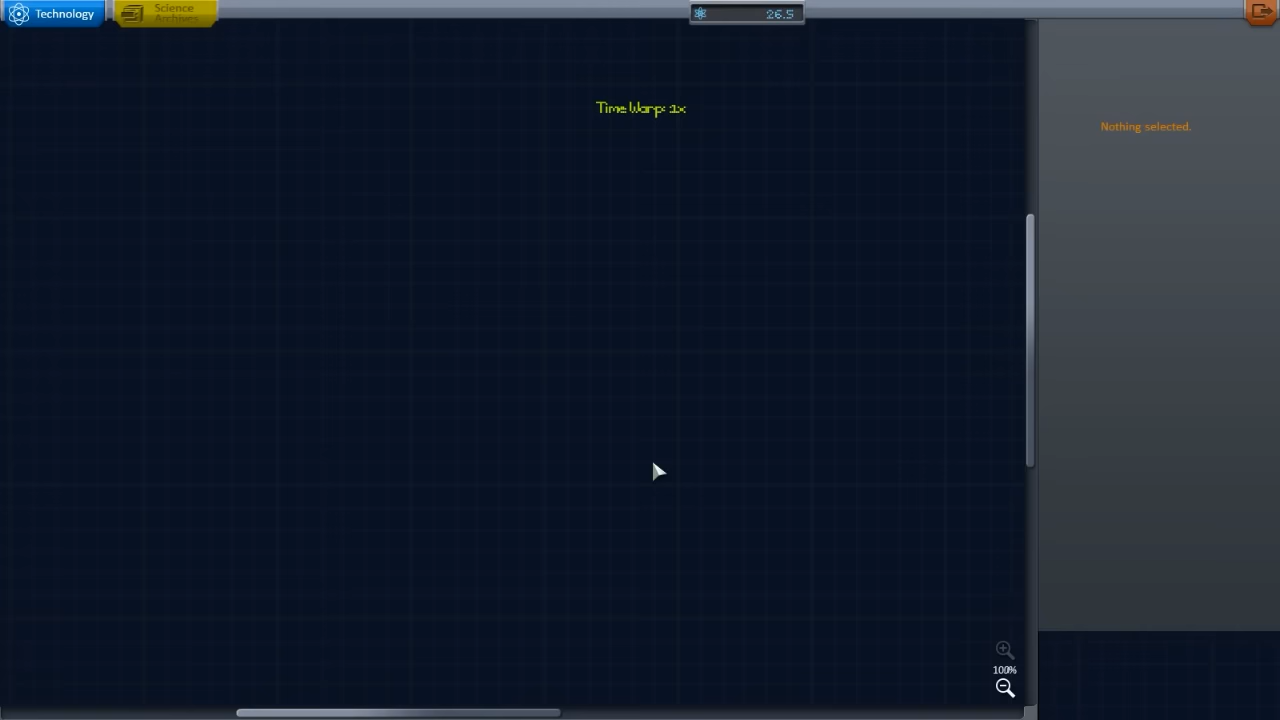 Technology
Science
Archives
26.5
Time Warp: 1x
Nothing selected.
100%